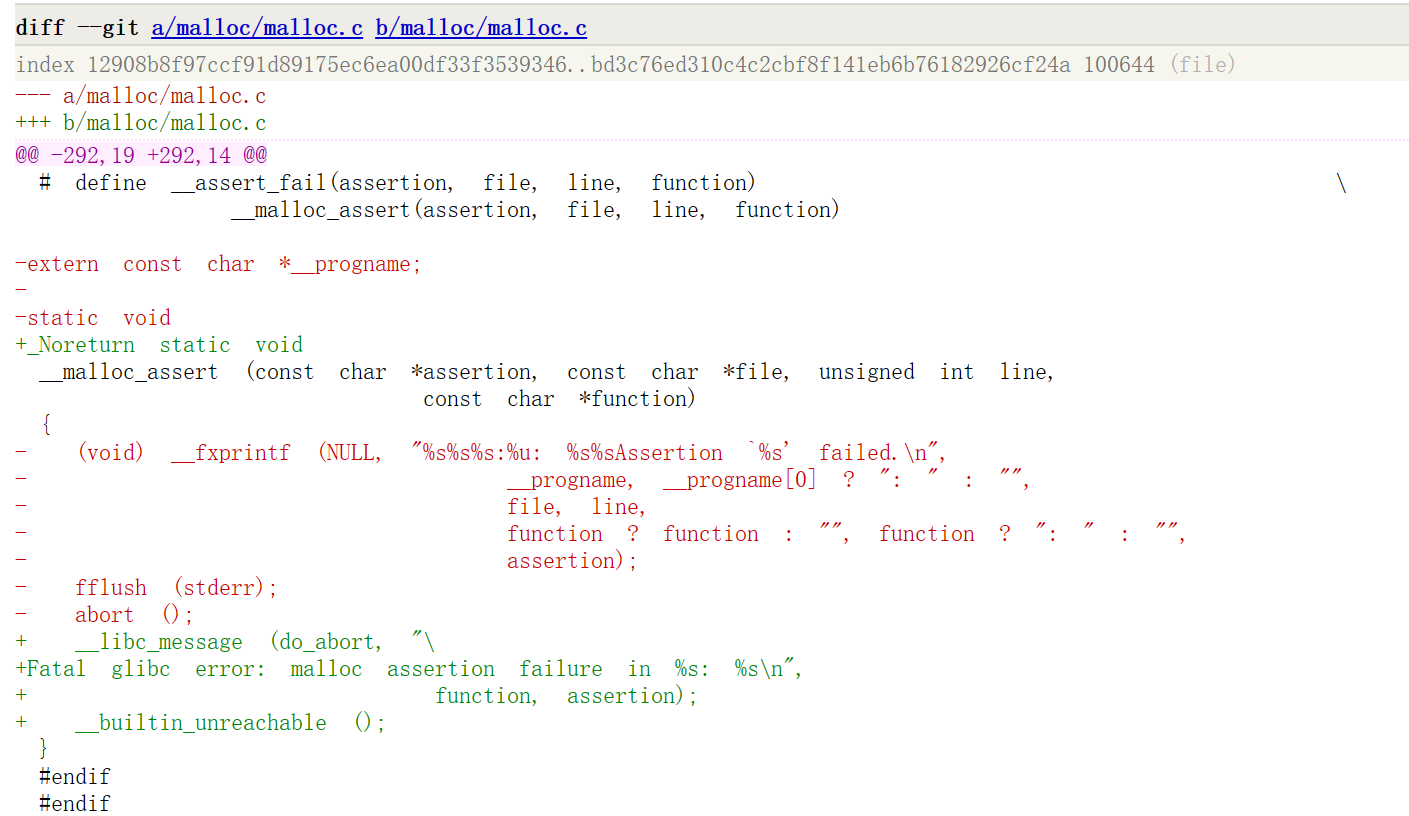 diff --git a/malloc/malloc.c b/malloc/malloc.c
index 12908b8f97ccf91d89175ec6ea00df33f3539346..bd3c76ed310c4c2cbf8f141eb6b76182926cf24a 100644 (file)
--- a/malloc/malloc.c
+++ b/malloc/malloc.c
@@ -292,19 +292,14 @@
 # define __assert_fail(assertion, file, line, function) \
         __malloc_assert(assertion, file, line, function)

-extern const char *__progname;
-
-static void
+_Noreturn static void
 __malloc_assert (const char *assertion, const char *file, unsigned int line,
                 const char *function)
 {
-  (void) __fxprintf (NULL, "%s%s%s:%u: %s%sAssertion `%s' failed.\n",
-                    __progname, __progname[0] ? ": " : "",
-                    file, line,
-                    function ? function : "", function ? ": " : "",
-                    assertion);
-  fflush (stderr);
-  abort ();
+  __libc_message (do_abort, "\
+Fatal glibc error: malloc assertion failure in %s: %s\n",
+                 function, assertion);
+  __builtin_unreachable ();
 }
 #endif
 #endif